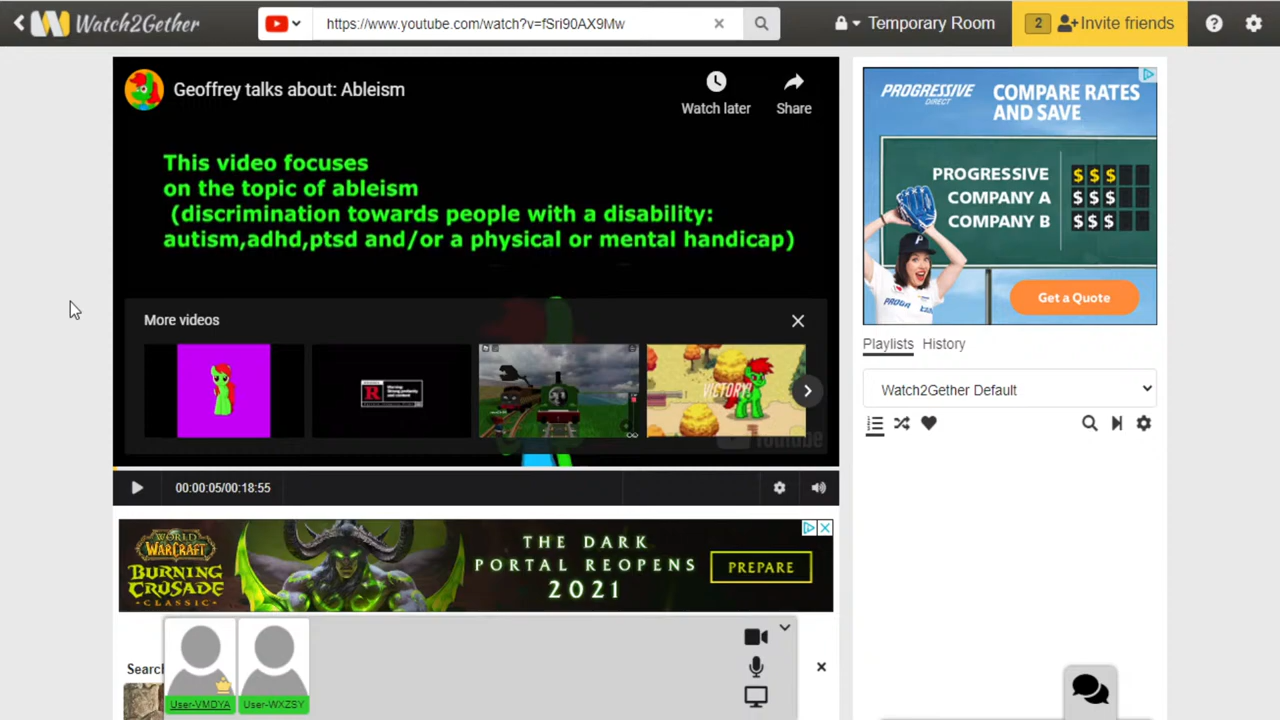 Watch2Gether
https://www.youtube.com/watch?v=fSri90AX9Mw
Temporary Room
2
Invite friends
Geoffrey talks about: Ableism
Watch later
Share
This video focuses
on the topic of ableism
(discrimination towards people with a disability:
autism,adhd,ptsd and/or a physical or mental handicap)
More videos
R
VICTORY!
YouTube
00:00:05/00:18:55
PROGRESSIVE
DIRECT
COMPARE RATES
AND SAVE
PROGRESSIVE $ $ $
COMPANY A $ $ $
COMPANY B $ $ $
Get a Quote
Playlists History
Watch2Gether Default
WORLD
WARCRAFT
BURNING
CRUSADE
CLASSIC
THE DARK
PORTAL REOPENS
2021
PREPARE
Searc
User-VMDYA
User-WXZSY